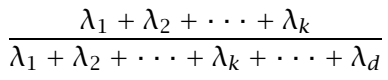 λ₁ + λ₂ + · · · + λₖ
λ₁ + λ₂ + · · · + λₖ + · · · + λ_d